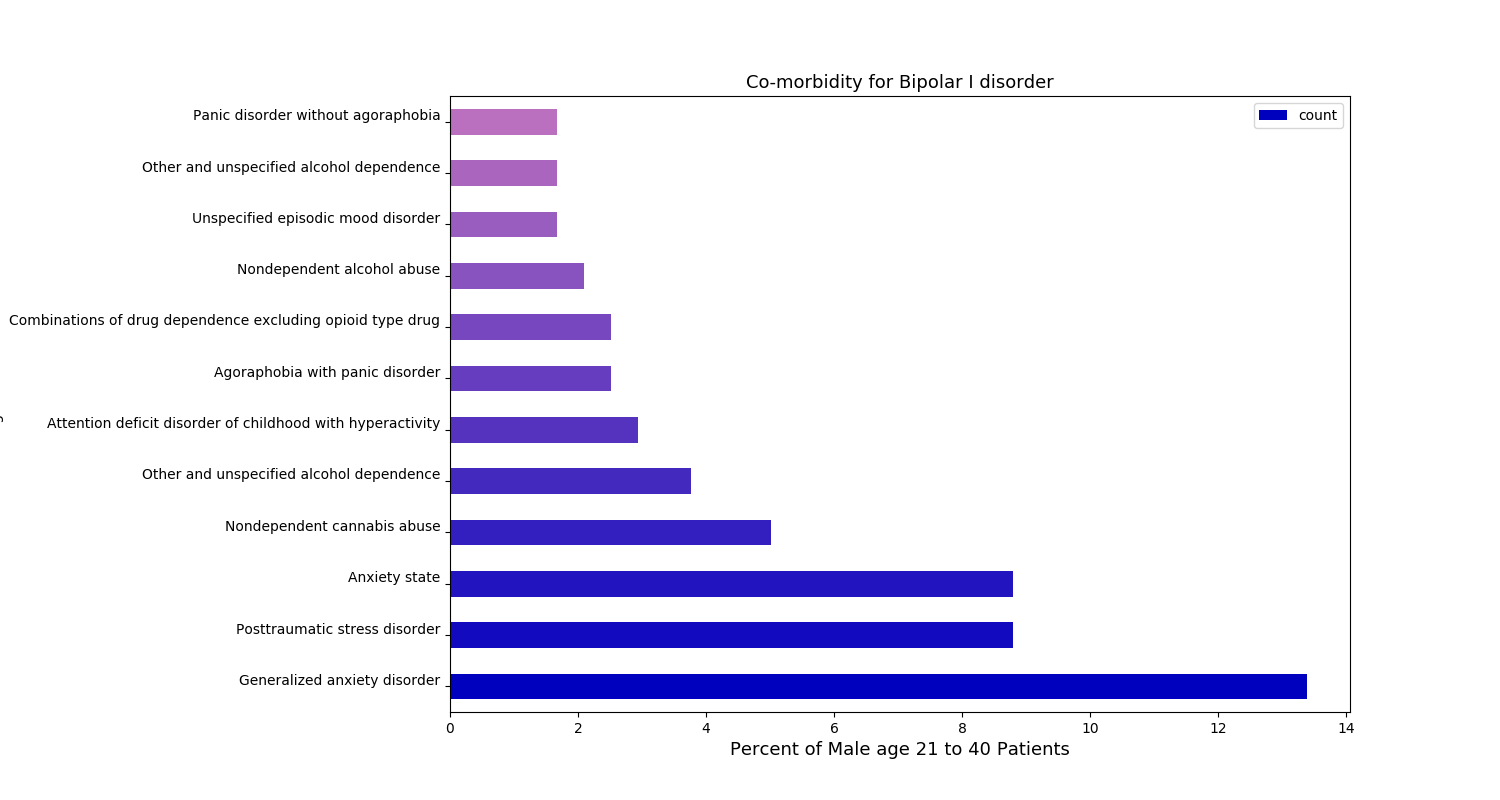 Co-morbidity for Bipolar I disorder
count
Panic disorder without agoraphobia
Other and unspecified alcohol dependence
Unspecified episodic mood disorder
Nondependent alcohol abuse
Combinations of drug dependence excluding opioid type drug
Agoraphobia with panic disorder
Attention deficit disorder of childhood with hyperactivity
Other and unspecified alcohol dependence
Nondependent cannabis abuse
Anxiety state
Posttraumatic stress disorder
Generalized anxiety disorder
0 2 4 6 8 10 12 14
Percent of Male age 21 to 40 Patients